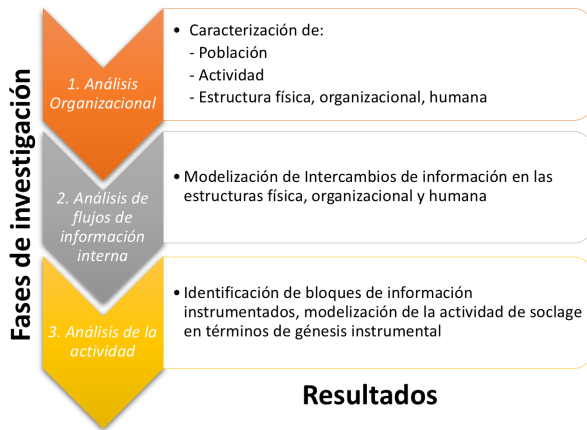 Fases de investigación
1. Análisis
Organizacional
• Caracterización de:
- Población
- Actividad
- Estructura física, organizacional, humana
2. Análisis de
flujos de
información
interna
• Modelización de Intercambios de información en las
estructuras física, organizacional y humana
3. Análisis de la
actividad
• Identificación de bloques de información
instrumentados, modelización de la actividad de soclage
en términos de génesis instrumental
Resultados